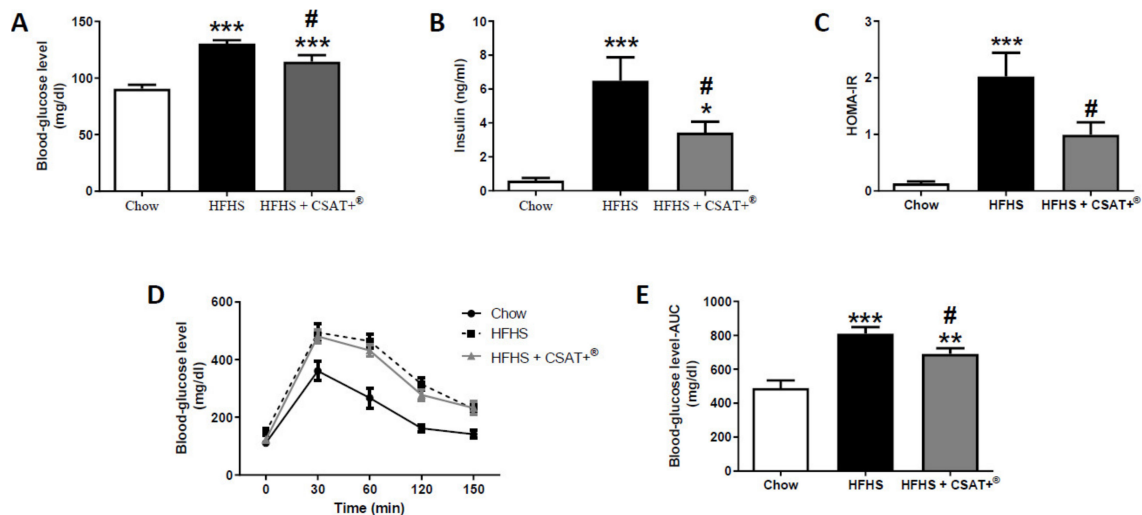 A
Blood-glucose level
(mg/dl)
150
100
50
0
***
#
***
Chow
HFHS
HFHS + CSAT+®
B
Insulin (ng/ml)
10
8
6
4
2
0
***
#
*
Chow
HFHS
HFHS + CSAT+®
C
HOMA-IR
3
2
1
0
***
#
Chow
HFHS
HFHS + CSAT+®
D
Blood-glucose level
(mg/dl)
600
400
200
0
0 30 60 120 150
Time (min)
Chow
HFHS
HFHS + CSAT+®
E
Blood-glucose level-AUC
(mg/dl)
1000
800
600
400
200
0
***
#
**
Chow
HFHS
HFHS + CSAT+®